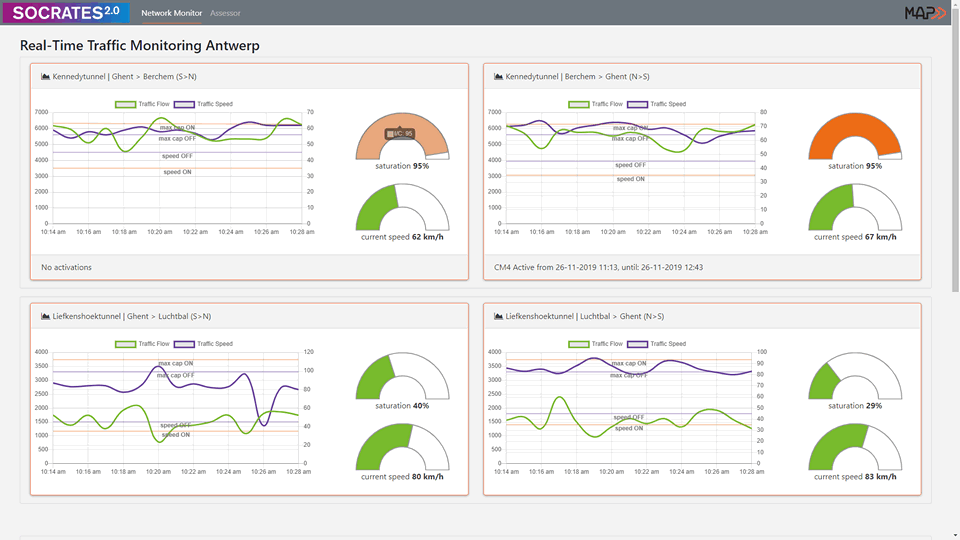 SOCRATES2.0 Network Monitor Assessor MAP
Real-Time Traffic Monitoring Antwerp
Kennedytunnel | Ghent > Berchem (S>N)
Traffic Flow Traffic Speed
7000 70
6000 60
5000 50
4000 40
3000 30
2000 20
1000 10
0 0
max cap ON
max cap OFF
speed OFF
speed ON
10:14 am 10:16 am 10:18 am 10:20 am 10:22 am 10:24 am 10:26 am 10:28 am
saturation 95%
current speed 62 km/h
No activations
Kennedytunnel | Berchem > Ghent (N>S)
Traffic Flow Traffic Speed
7000 80
6000 70
5000 60
4000 50
3000 40
2000 30
1000 20
0 10
0
max cap ON
max cap OFF
speed OFF
speed ON
10:14 am 10:16 am 10:18 am 10:20 am 10:22 am 10:24 am 10:26 am 10:28 am
saturation 95%
current speed 67 km/h
CM4 Active from 26-11-2019 11:13, until: 26-11-2019 12:43
Liefkenshoektunnel | Ghent > Luchtbal (S>N)
Traffic Flow Traffic Speed
4000 120
3500 100
3000 80
2500 60
2000 40
1500 20
1000 0
500
0
max cap ON
max cap OFF
speed OFF
speed ON
10:14 am 10:16 am 10:18 am 10:20 am 10:22 am 10:24 am 10:26 am 10:28 am
saturation 40%
current speed 80 km/h
Liefkenshoektunnel | Luchtbal > Ghent (N>S)
Traffic Flow Traffic Speed
4000 100
3500 90
3000 80
2500 70
2000 60
1500 50
1000 40
500 30
0 20
10
0
max cap ON
max cap OFF
speed OFF
speed ON
10:14 am 10:16 am 10:18 am 10:20 am 10:22 am 10:24 am 10:26 am 10:28 am
saturation 29%
current speed 83 km/h